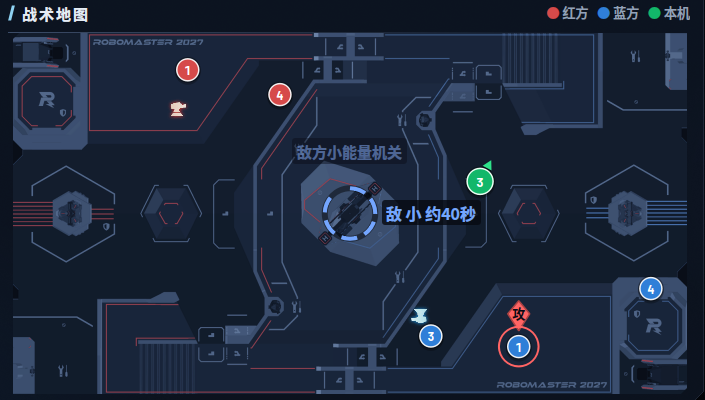 战术地图
红方 蓝方 本机
ROBOMASTER 2027
1
4
敌方小能量机关
3
敌 小 约40秒
H
H
4
攻
3
1
ROBOMASTER 2027